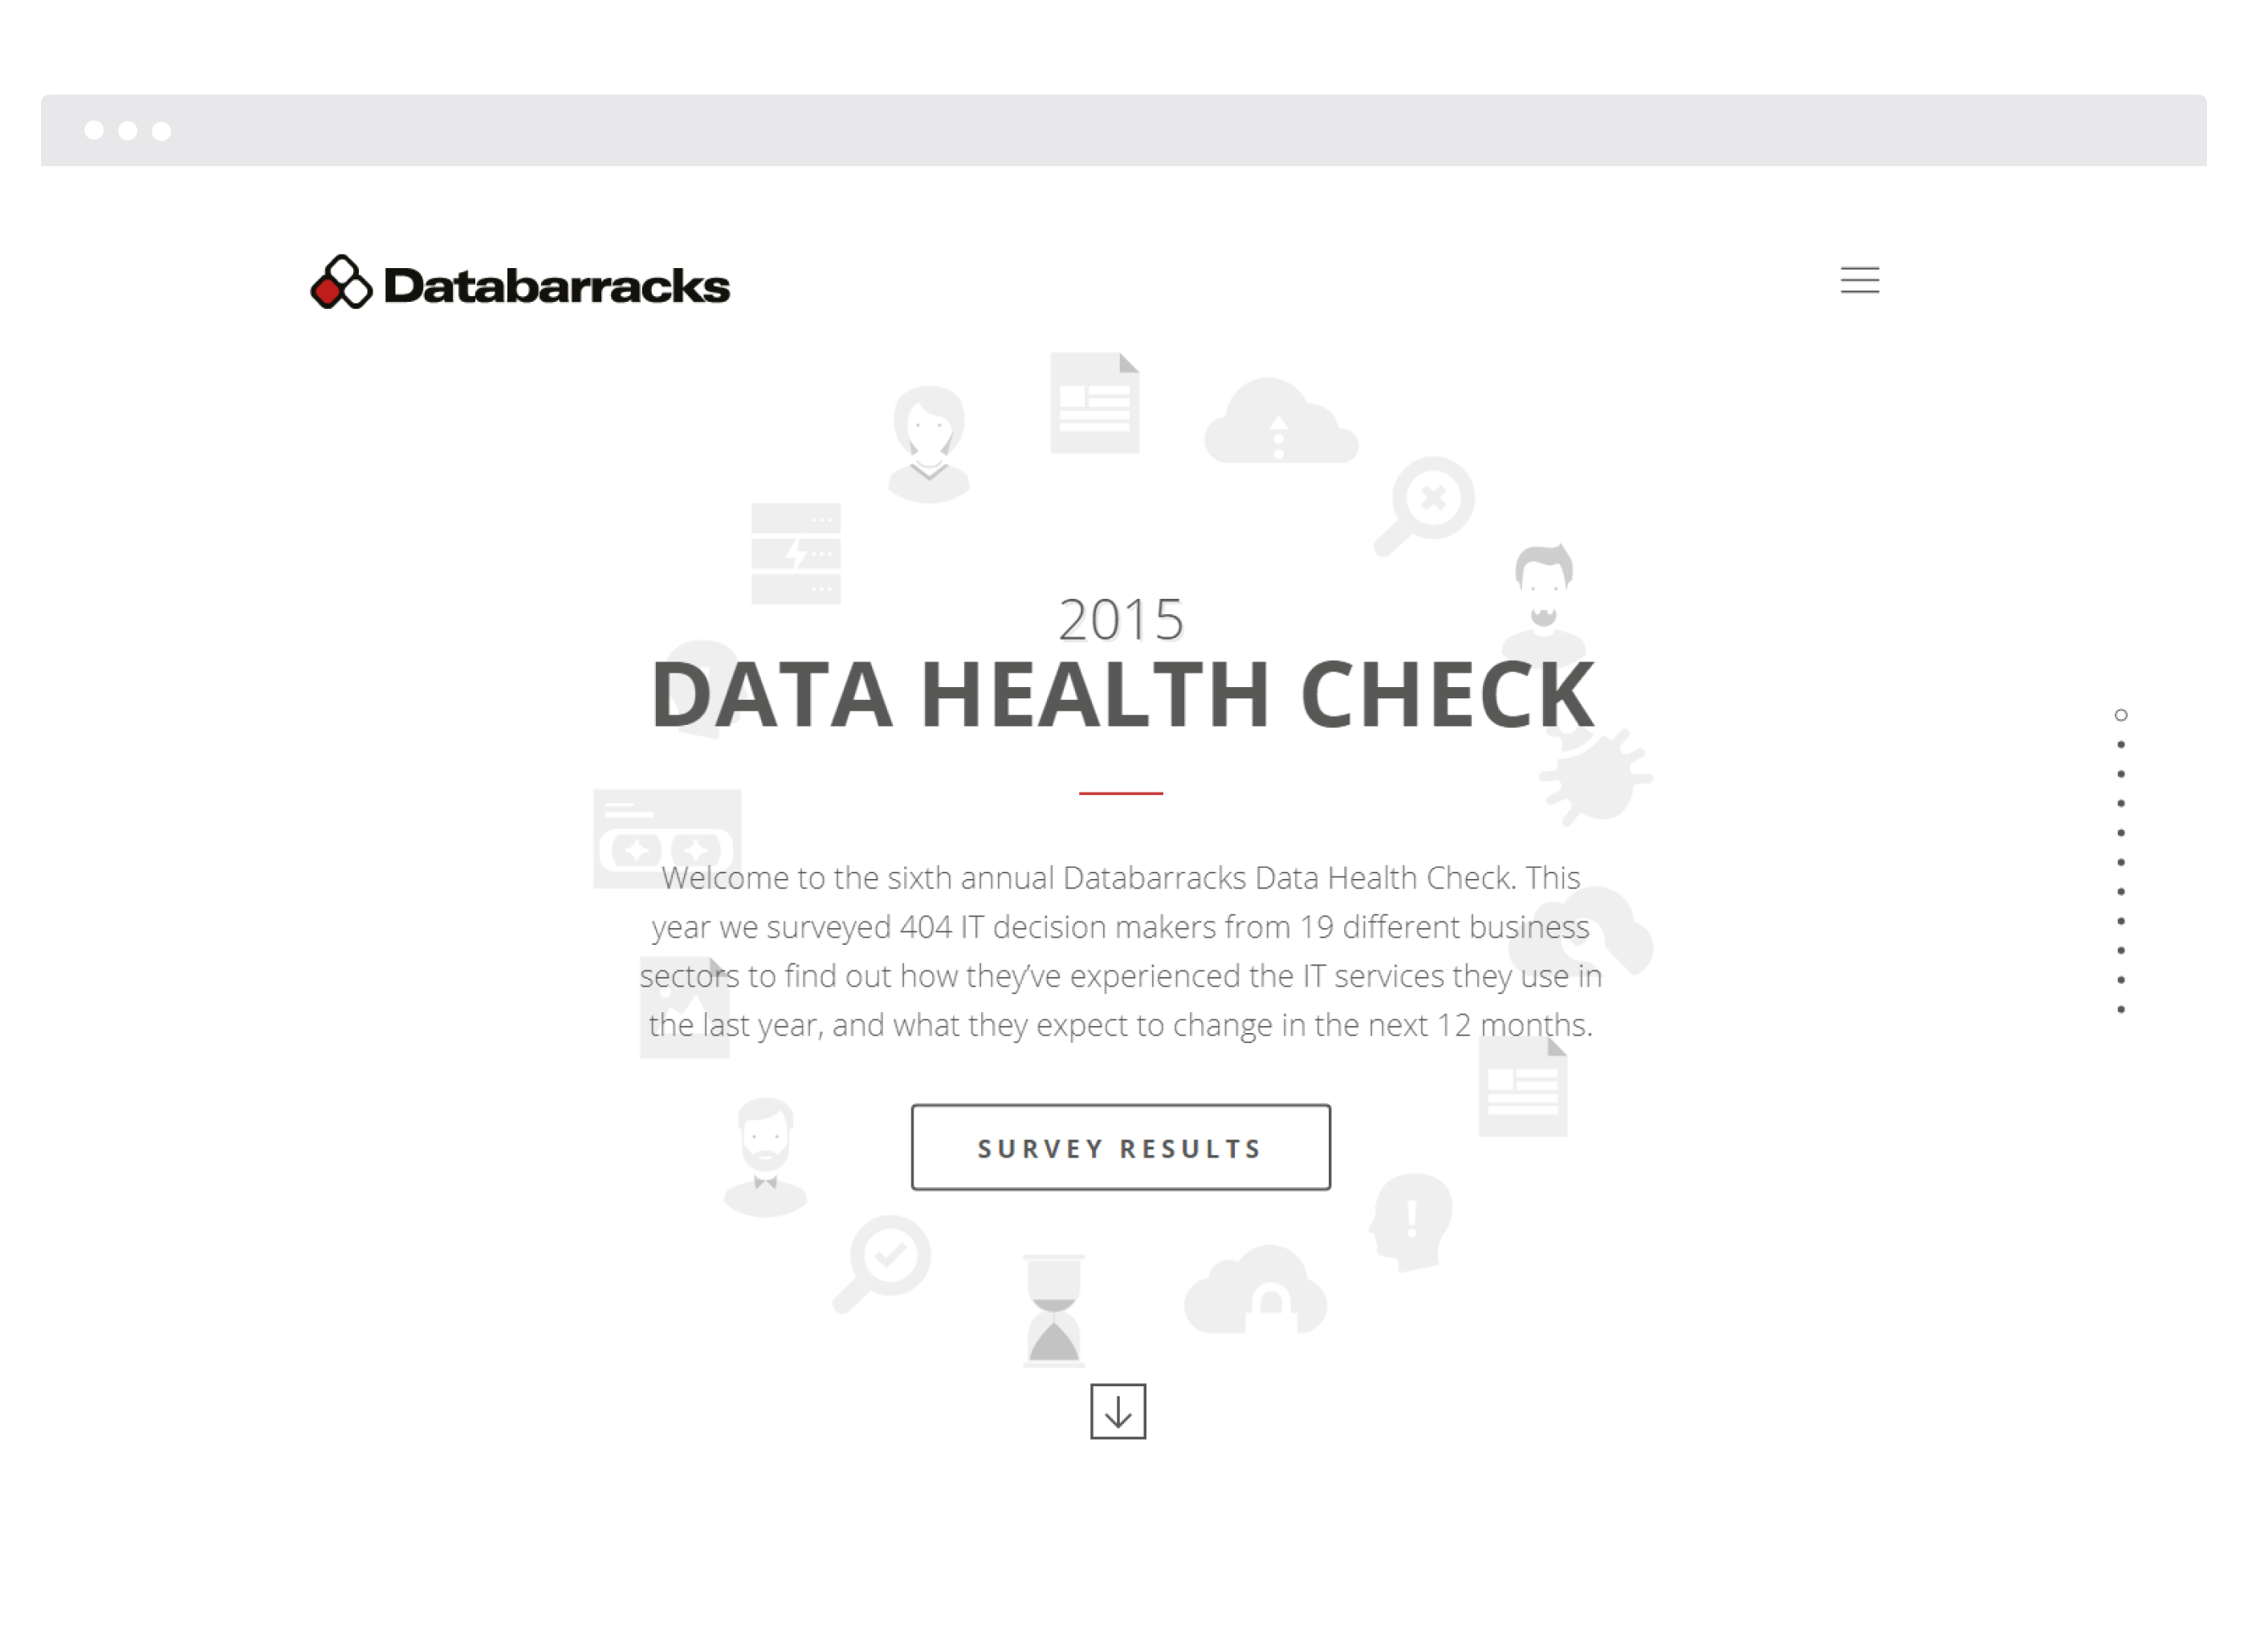 Databarracks
2015
DATA HEALTH CHECK
Welcome to the sixth annual Databarracks Data Health Check. This
year we surveyed 404 IT decision makers from 19 different business
sectors to find out how they’ve experienced the IT services they use in
the last year, and what they expect to change in the next 12 months.
SURVEY RESULTS